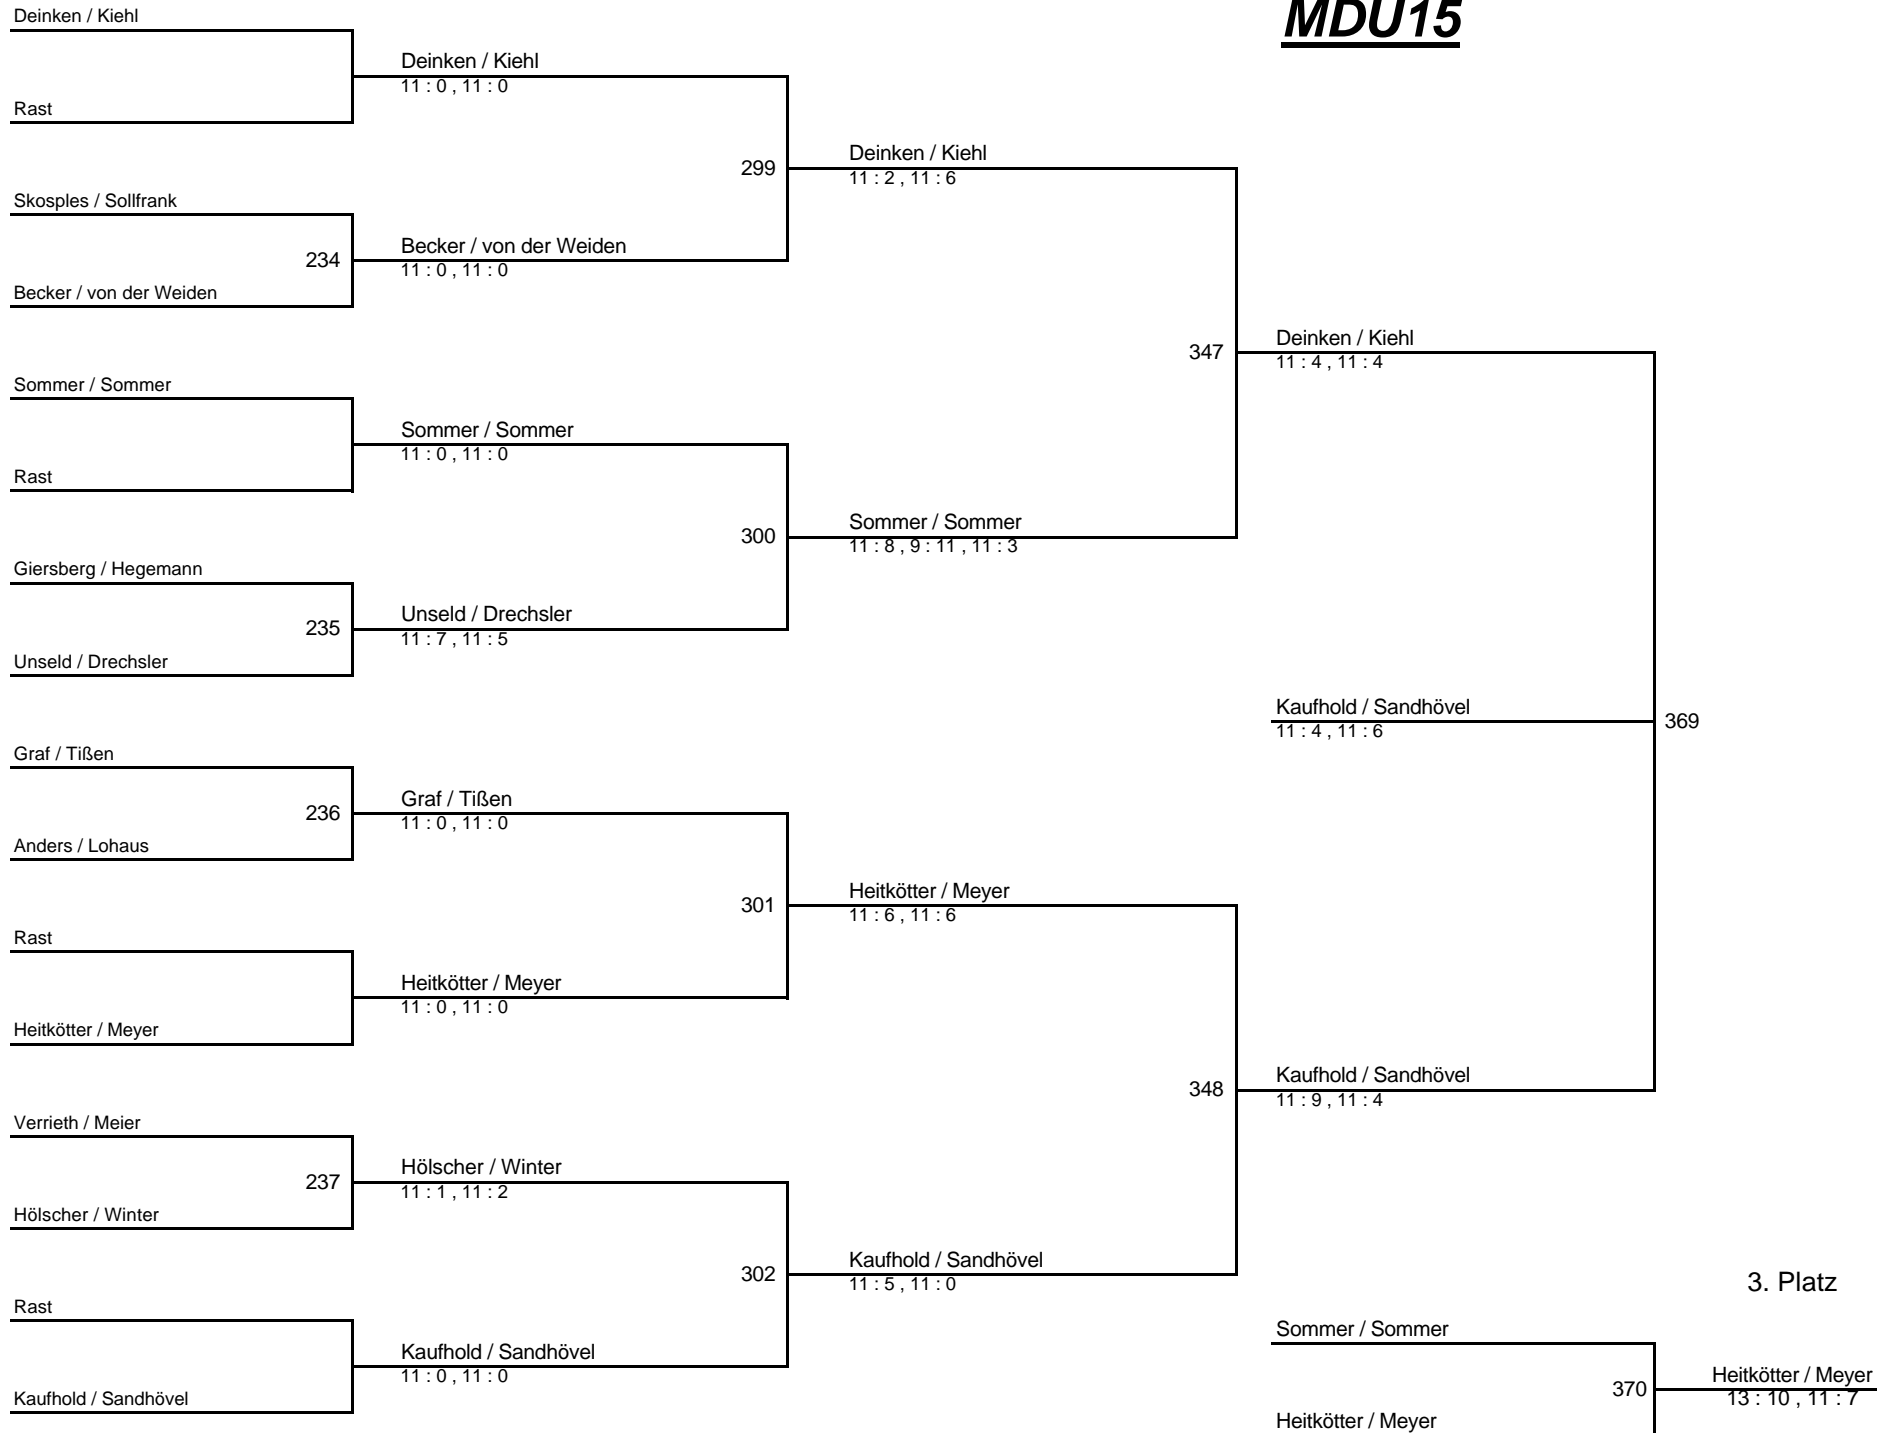 MDU15
Deinken / Kiehl
Rast
Skosples / Sollfrank
234
Becker / von der Weiden
Sommer / Sommer
Rast
Giersberg / Hegemann
235
Unseld / Drechsler
Graf / Tißen
236
Anders / Lohaus
Rast
Heitkötter / Meyer
Verrieth / Meier
237
Hölscher / Winter
Rast
Kaufhold / Sandhövel
Deinken / Kiehl
11 : 0 , 11 : 0
299
Becker / von der Weiden
11 : 0 , 11 : 0
Sommer / Sommer
11 : 0 , 11 : 0
300
Unseld / Drechsler
11 : 7 , 11 : 5
Graf / Tißen
11 : 0 , 11 : 0
301
Heitkötter / Meyer
11 : 0 , 11 : 0
Hölscher / Winter
11 : 1 , 11 : 2
302
Kaufhold / Sandhövel
11 : 0 , 11 : 0
Deinken / Kiehl
11 : 2 , 11 : 6
347
Sommer / Sommer
11 : 8 , 9 : 11 , 11 : 3
Heitkötter / Meyer
11 : 6 , 11 : 6
348
Kaufhold / Sandhövel
11 : 5 , 11 : 0
Deinken / Kiehl
11 : 4 , 11 : 4
Kaufhold / Sandhövel
11 : 4 , 11 : 6
369
Kaufhold / Sandhövel
11 : 9 , 11 : 4
3. Platz
Sommer / Sommer
370
Heitkötter / Meyer
Heitkötter / Meyer
13 : 10 , 11 : 7